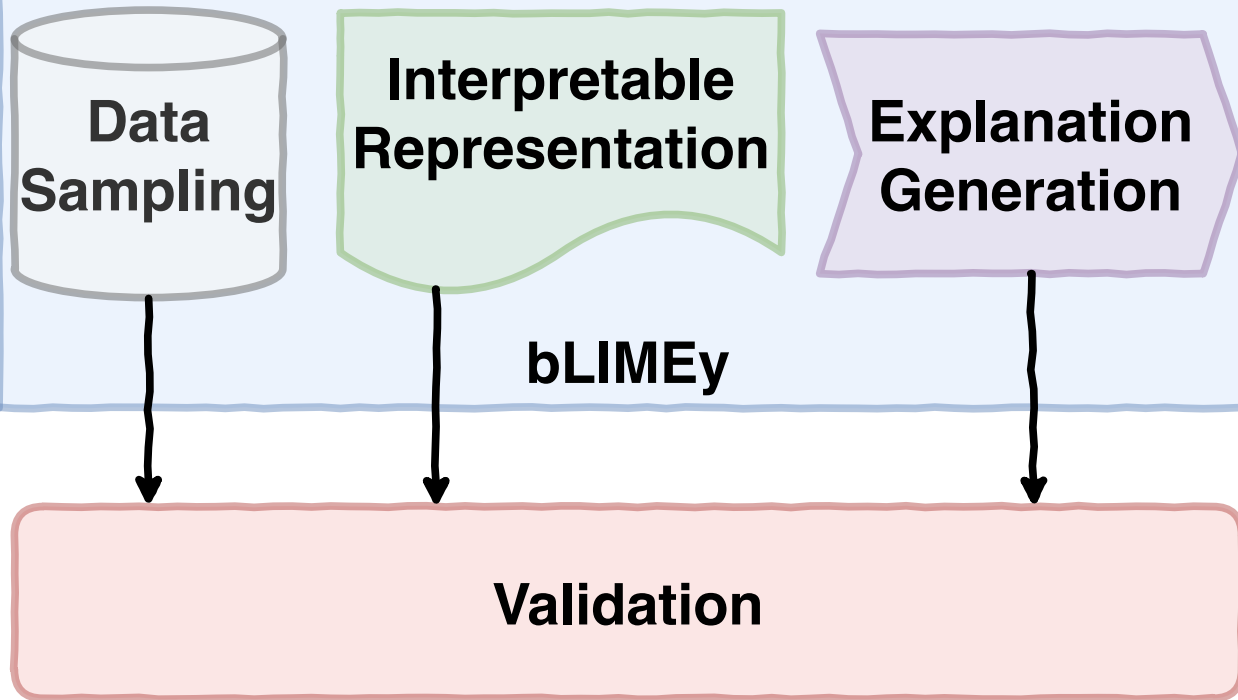 Data
Sampling
Interpretable
Representation
Explanation
Generation
bLIMEy
Validation